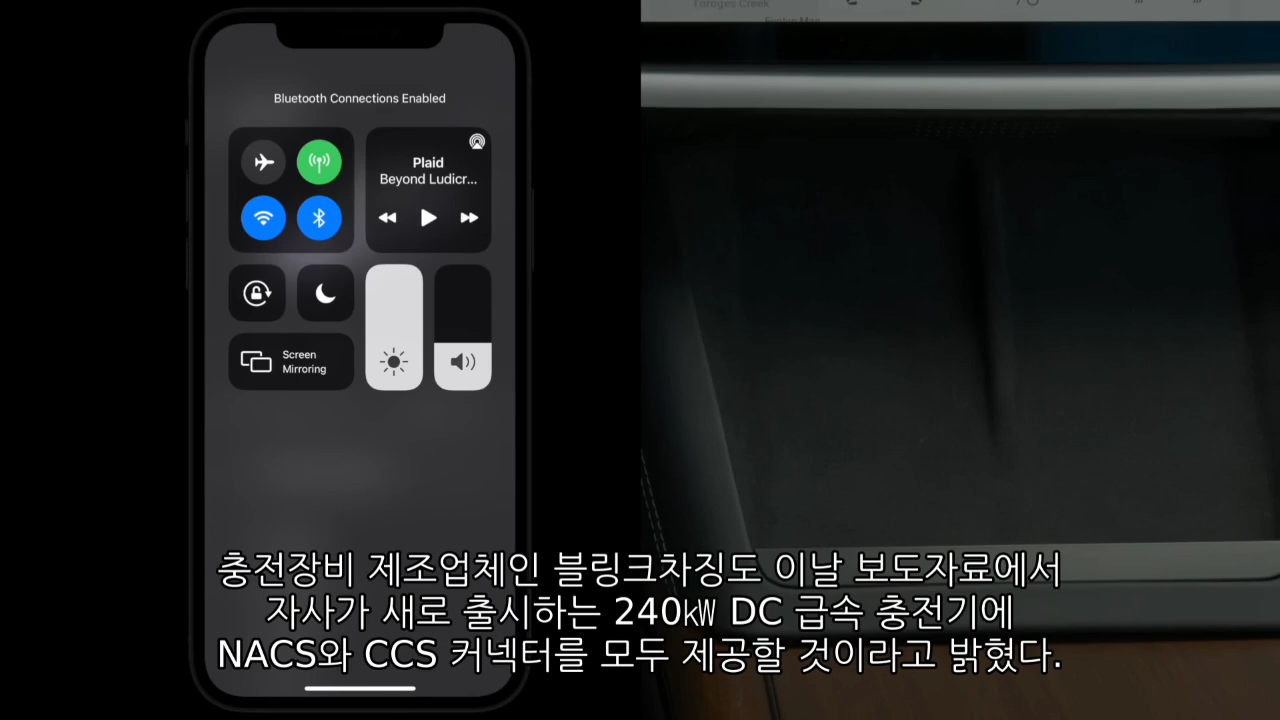 Torages Creek
Bluetooth Connections Enabled
Plaid
Beyond Ludicr...
Screen
Mirroring
충전장비 제조업체인 블링크차징도 이날 보도자료에서
자사가 새로 출시하는 240㎾ DC 급속 충전기에
NACS와 CCS 커넥터를 모두 제공할 것이라고 밝혔다.